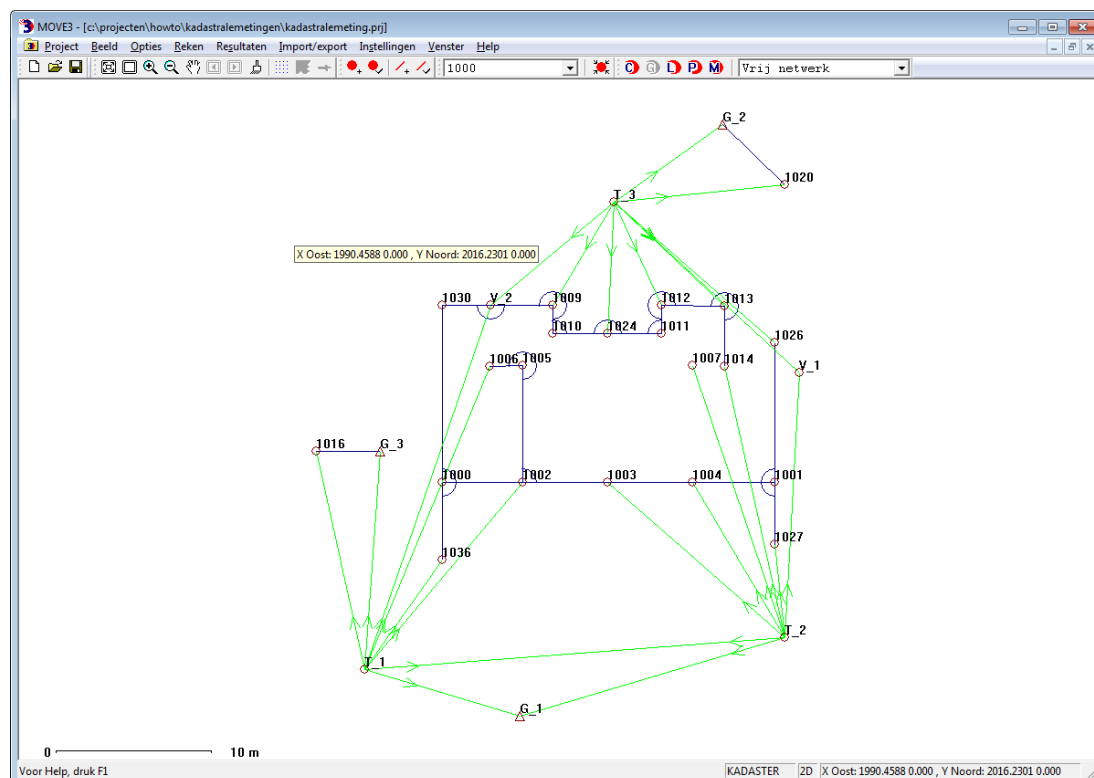 MOVE3 - [c:\projecten\howto\kadastralemetingen\kadastralemeting.prj]
Project Beeld Opties Reken Resultaten Import/export Instellingen Venster Help
1000 C G L P M Vrij netwerk
G_2
1020
T_3
X Oost: 1990.4588 0.000 , Y Noord: 2016.2301 0.000
1030 V_2 1009 1012 1013
1010 1024 1011
1026
1006 1005 1007 1014
V_1
1016 G_3
1000 1002 1003 1004 1001
1027
1036
T_2
T_1
G_1
0 10 m
Voor Help, druk F1 KADASTER 2D X Oost: 1990.4588 0.000 , Y Noord: 2016.2301 0.000